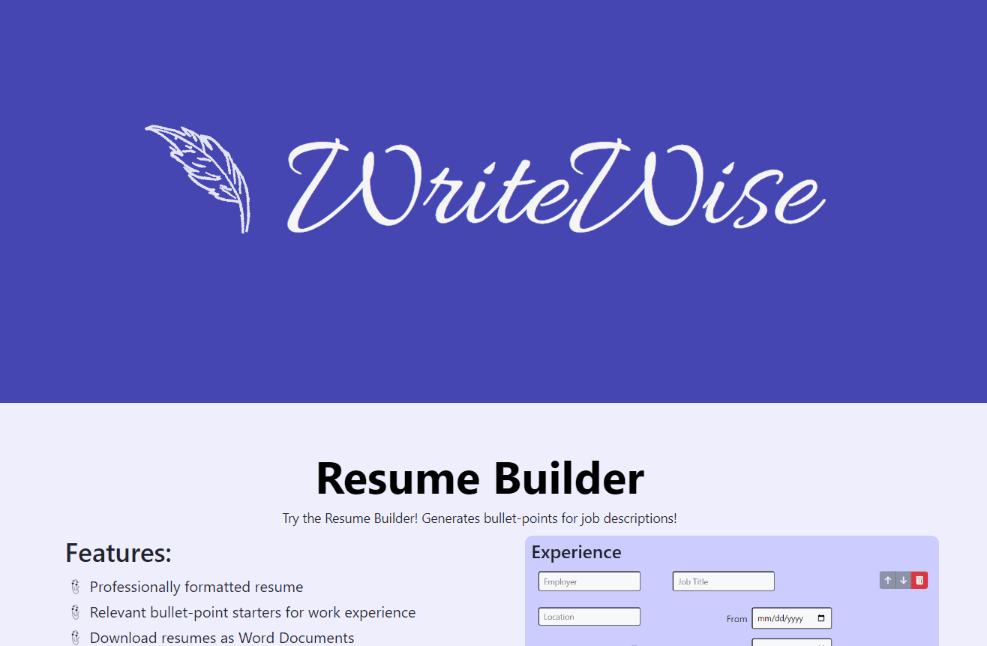 WriteWise
Resume Builder
Try the Resume Builder! Generates bullet-points for job descriptions!
Features:
Professionally formatted resume
Relevant bullet-point starters for work experience
Download resumes as Word Documents
Experience
Employer
Job Title
Location
From
mm/dd/yyyy